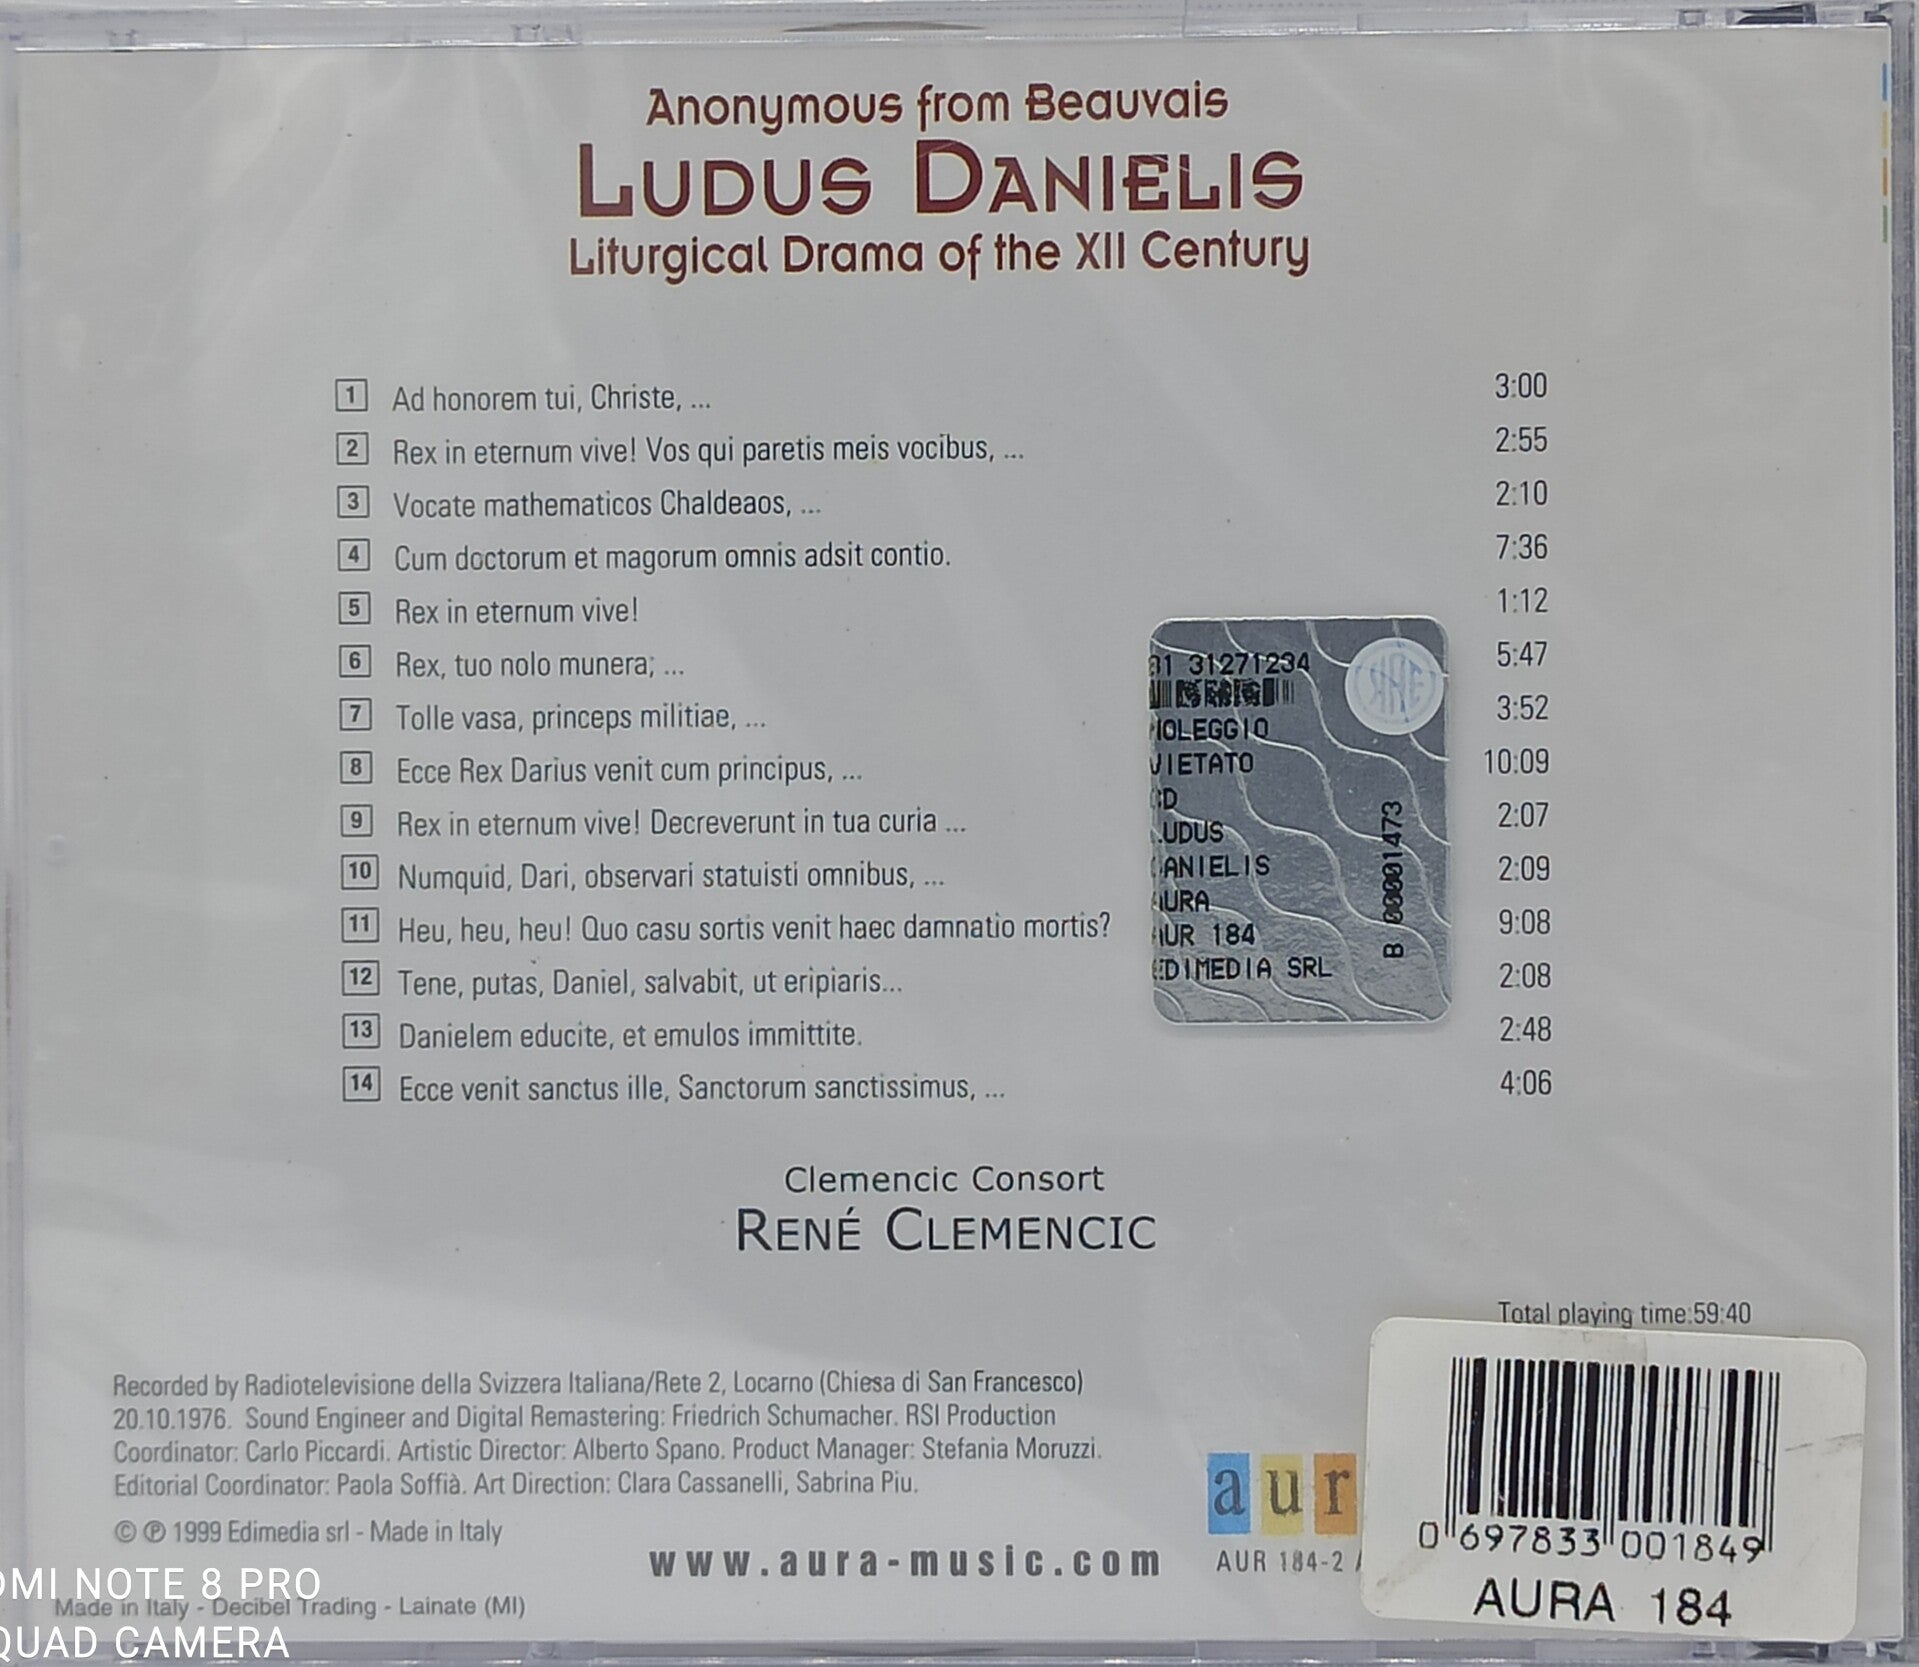 Anonymous from Beauvais
LUDUS DANIELIS
Liturgical Drama of the XII Century
1 Ad honorem tui, Christe, ... 3:00
2 Rex in eternum vive! Vos qui paretis meis vocibus, ... 2:55
3 Vocate mathematicos Chaldeaos, ... 2:10
4 Cum doctorum et magorum omnis adsit contio. 7:36
5 Rex in eternum vive! 1:12
6 Rex, tuo nolo munera; ... 5:47
7 Tolle vasa, princeps militiae, ... 3:52
8 Ecce Rex Darius venit cum principus, ... 10:09
9 Rex in eternum vive! Decreverunt in tua curia ... 2:07
10 Numquid, Dari, observari statuisti omnibus, ... 2:09
11 Heu, heu, heu! Quo casu sortis venit haec damnatio mortis? 9:08
12 Tene, putas, Daniel, salvabit, ut eripiaris... 2:08
13 Danielem educite, et emulos immittite. 2:48
14 Ecce venit sanctus ille, Sanctorum sanctissimus, ... 4:06
31271234
NOLEGGIO
VIETATO
CD
LUDUS
DANIELIS
AURA
AUR 184
EDIMEDIA SRL
B 00001473
Clemencic Consort
RENÉ CLEMENCIC
Total playing time:59:40
Recorded by Radiotelevisione della Svizzera Italiana/Rete 2, Locarno (Chiesa di San Francesco)
20.10.1976. Sound Engineer and Digital Remastering: Friedrich Schumacher. RSI Production
Coordinator: Carlo Piccardi. Artistic Director: Alberto Spano. Product Manager: Stefania Moruzzi.
Editorial Coordinator: Paola Soffià. Art Direction: Clara Cassanelli, Sabrina Piu.
© ℗ 1999 Edimedia srl - Made in Italy
www.aura-music.com
aur
AUR 184-2
0 697833 001849
AURA 184
Made in Italy - Decibel Trading - Lainate (MI)
DMI NOTE 8 PRO
QUAD CAMERA